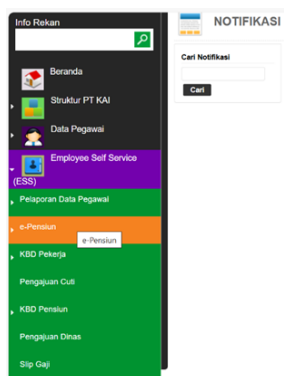 Info Rekan
NOTIFIKASI
Cari Notifikasi
Cari
Beranda
Struktur PT KAI
Data Pegawai
Employee Self Service
(ESS)
Pelaporan Data Pegawai
e-Pensiun
e-Pensiun
KBD Pekerja
Pengajuan Cuti
KBD Pensiun
Pengajuan Dinas
Slip Gaji